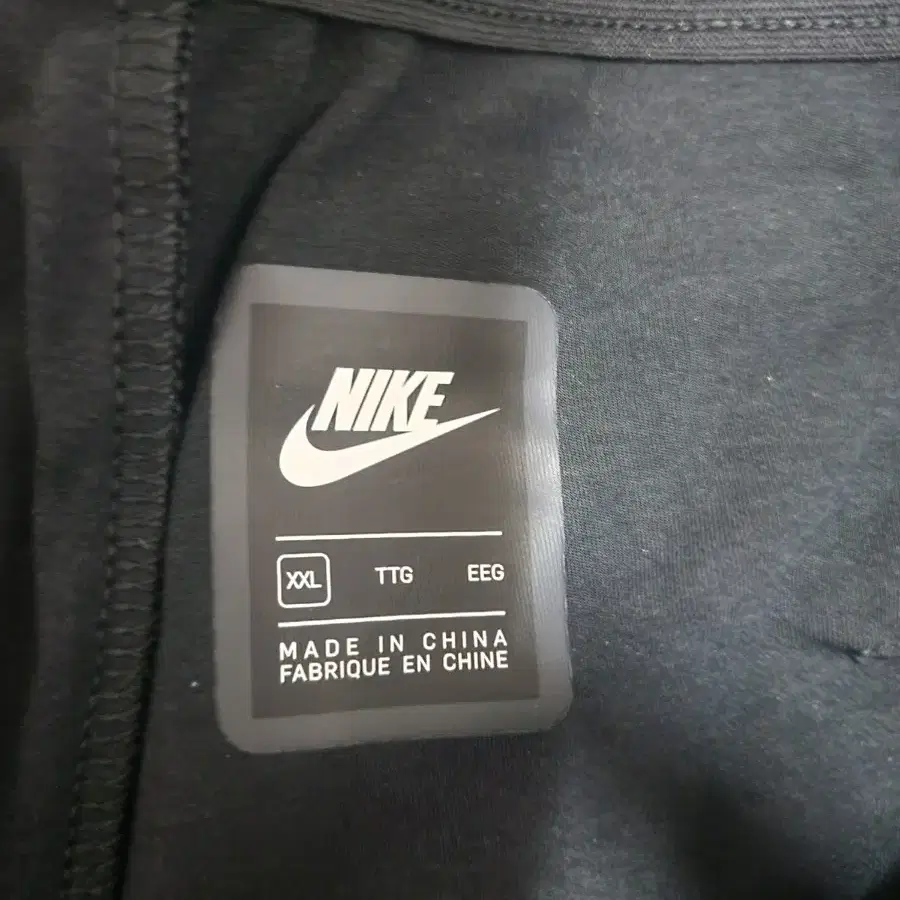 NIKE
XXL TTG EEG
MADE IN CHINA
FABRIQUE EN CHINE